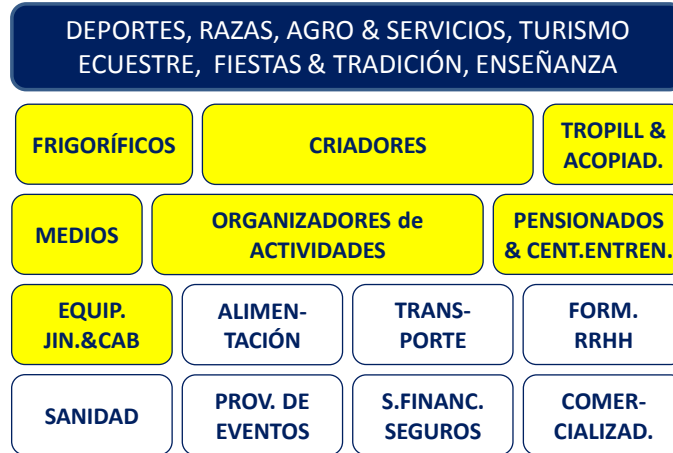 DEPORTES, RAZAS, AGRO & SERVICIOS, TURISMO
ECUESTRE, FIESTAS & TRADICIÓN, ENSEÑANZA
FRIGORÍFICOS
CRIADORES
TROPILL &
ACOPIAD.
MEDIOS
ORGANIZADORES de
ACTIVIDADES
PENSIONADOS
& CENT.ENTREN.
EQUIP.
JIN.&CAB
ALIMEN-
TACIÓN
TRANS-
PORTE
FORM.
RRHH
SANIDAD
PROV. DE
EVENTOS
S.FINANC.
SEGUROS
COMER-
CIALIZAD.